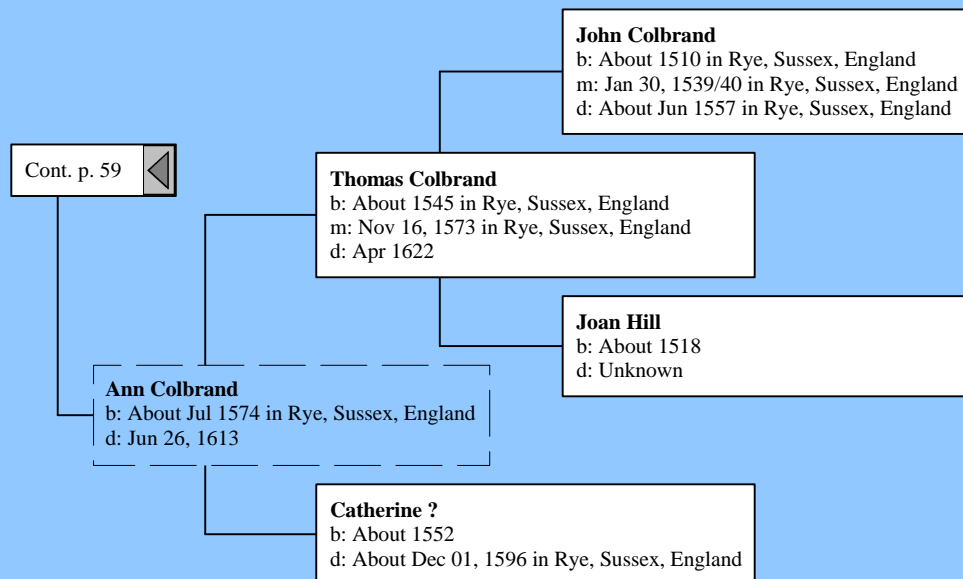 John Colbrand
b: About 1510 in Rye, Sussex, England
m: Jan 30, 1539/40 in Rye, Sussex, England
d: About Jun 1557 in Rye, Sussex, England
Cont. p. 59
Thomas Colbrand
b: About 1545 in Rye, Sussex, England
m: Nov 16, 1573 in Rye, Sussex, England
d: Apr 1622
Joan Hill
b: About 1518
d: Unknown
Ann Colbrand
b: About Jul 1574 in Rye, Sussex, England
d: Jun 26, 1613
Catherine ?
b: About 1552
d: About Dec 01, 1596 in Rye, Sussex, England